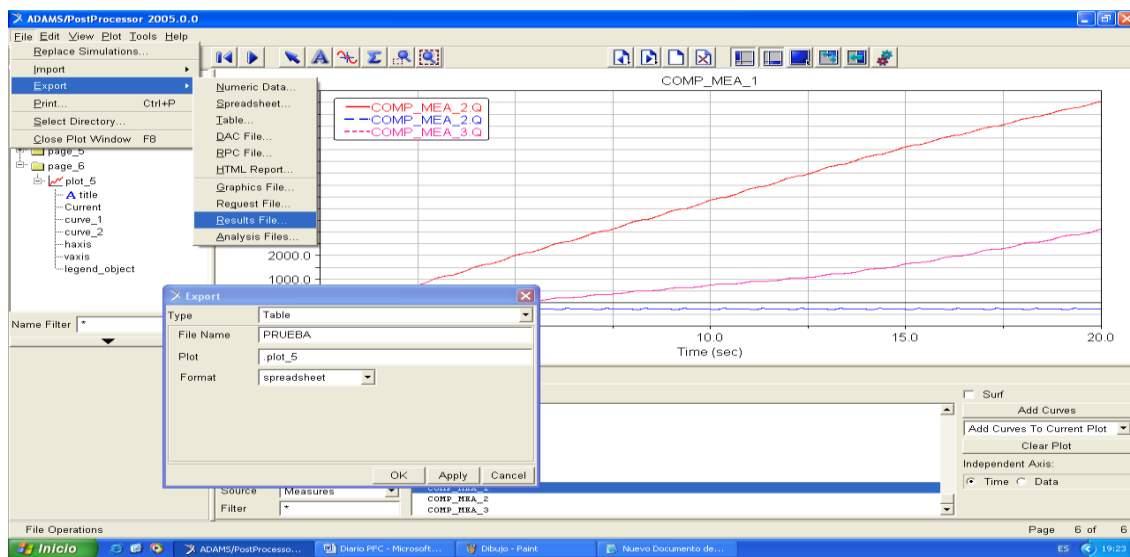 ADAMS/PostProcessor 2005.0.0
File Edit View Plot Tools Help
Replace Simulations...
Import
Export
Print... Ctrl+P
Select Directory...
Close Plot Window F8
Numeric Data...
Spreadsheet...
Table...
DAC File...
RPC File...
HTML Report...
Graphics File...
Request File...
Results File...
Analysis Files...
page_5
page_6
plot_5
A title
Current
curve_1
curve_2
haxis
vaxis
legend_object
Name Filter *
COMP_MEA_1
COMP_MEA_2.Q
COMP_MEA_2.Q
COMP_MEA_3.Q
2000.0
1000.0
10.0 15.0 20.0
Time (sec)
Export
Type Table
File Name PRUEBA
Plot .plot_5
Format spreadsheet
OK Apply Cancel
Surf
Add Curves
Add Curves To Current Plot
Clear Plot
Independent Axis:
Time Data
Source Measures
Filter *
COMP_MEA_1
COMP_MEA_2
COMP_MEA_3
File Operations
Page 6 of 6
Inicio
ADAMS/PostProcesso...
Diario PFC - Microsoft...
Dibujo - Paint
Nuevo Documento de...
ES 19:23